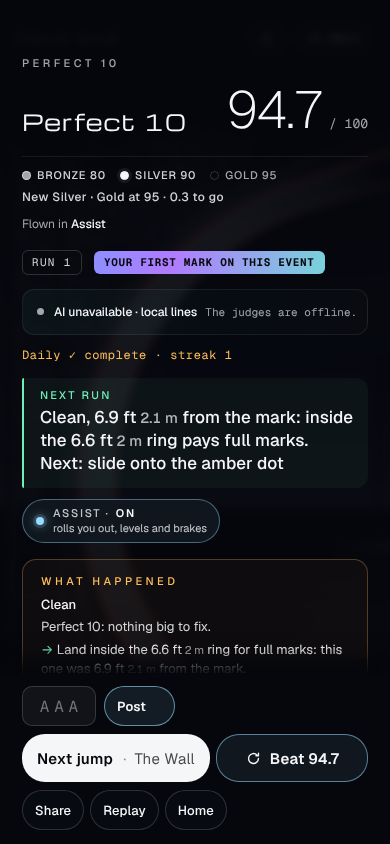 PERFECT 10
Perfect 10 94.7 / 100
BRONZE 80 SILVER 90 GOLD 95
New Silver · Gold at 95 · 0.3 to go
Flown in Assist
RUN 1 YOUR FIRST MARK ON THIS EVENT
AI unavailable · local lines The judges are offline.
Daily ✓ complete · streak 1
NEXT RUN
Clean, 6.9 ft 2.1 m from the mark: inside
the 6.6 ft 2 m ring pays full marks.
Next: slide onto the amber dot
ASSIST · ON
rolls you out, levels and brakes
WHAT HAPPENED
Clean
Perfect 10: nothing big to fix.
→ Land inside the 6.6 ft 2 m ring for full marks: this
one was 6.9 ft 2.1 m from the mark.
AAA Post
Next jump · The Wall Beat 94.7
Share Replay Home